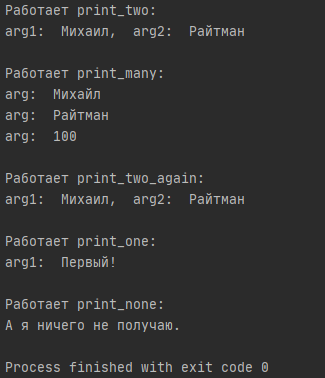 Работает print_two:
arg1:  Михаил,  arg2:  Райтман
Работает print_many:
arg:  Михайл
arg:  Райтман
arg:  100
Работает print_two_again:
arg1:  Михаил,  arg2:  Райтман
Работает print_one:
arg1:  Первый!
Работает print_none:
А я ничего не получаю.
Process finished with exit code 0